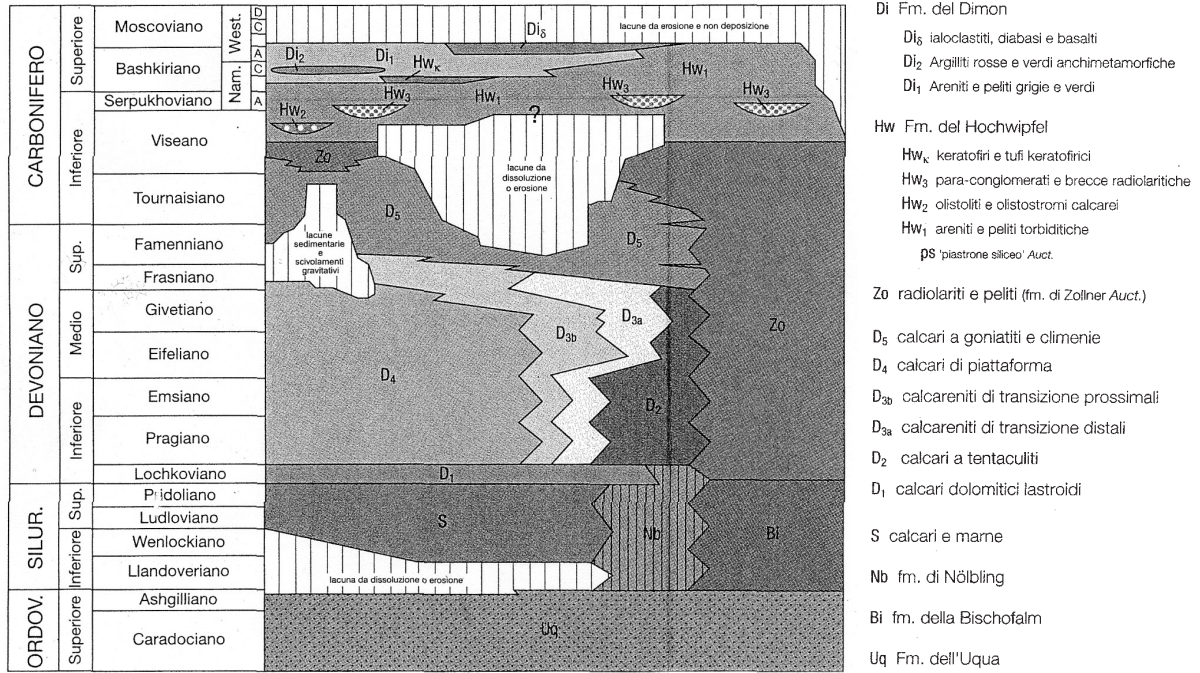 CARBONIFERO
DEVONIANO
SILUR.
ORDOV.
Superiore
Inferiore
Sup.
Medio
Inferiore
Sup.
Inferiore
Superiore
Moscoviano
Bashkiriano
Serpukhoviano
Viseano
Tournaisiano
Famenniano
Frasniano
Givetiano
Eifeliano
Emsiano
Pragiano
Lochkoviano
Pridoliano
Ludloviano
Wenlockiano
Llandoveriano
Ashgilliano
Caradociano
West.
Nam.
D
C
A
C
A
lacune da erosione e non deposizione
Diδ
Di2
Di1
Hwκ
Hw1
Hw3
Hw1
Hw3
Hw3
Hw2
?
Zo
lacune da
dissoluzione
o erosione
D5
lacune
sedimentarie
e
scivolamenti
gravitativi
D5
D3a
D3b
Zo
D4
D2
D1
S
Nb
Bi
lacuna da dissoluzione o erosione
Uq
Di Fm. del Dimon
Diδ ialoclastiti, diabasi e basalti
Di2 Argilliti rosse e verdi anchimetamorfiche
Di1 Areniti e peliti grigie e verdi
Hw Fm. del Hochwipfel
Hwκ keratofiri e tufi keratofirici
Hw3 para-conglomerati e brecce radiolaritiche
Hw2 olistoliti e olistostromi calcarei
Hw1 areniti e peliti torbiditiche
ps 'piastrone siliceo' Auct.
Zo radiolariti e peliti (fm. di Zollner Auct.)
D5 calcari a goniatiti e climenie
D4 calcari di piattaforma
D3b calcareniti di transizione prossimali
D3a calcareniti di transizione distali
D2 calcari a tentaculiti
D1 calcari dolomitici lastroidi
S calcari e marne
Nb fm. di Nölbling
Bi fm. della Bischofalm
Uq Fm. dell'Uqua